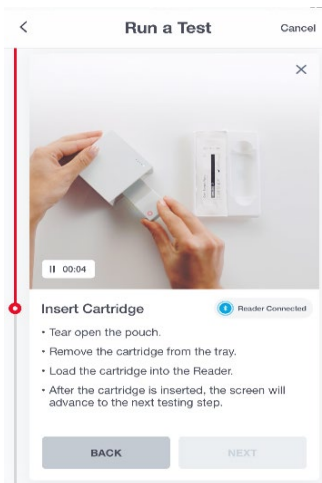 Run a Test
Cancel
00:04
Insert Cartridge
Reader Connected
• Tear open the pouch.
• Remove the cartridge from the tray.
• Load the cartridge into the Reader.
• After the cartridge is inserted, the screen will
advance to the next testing step.
BACK
NEXT